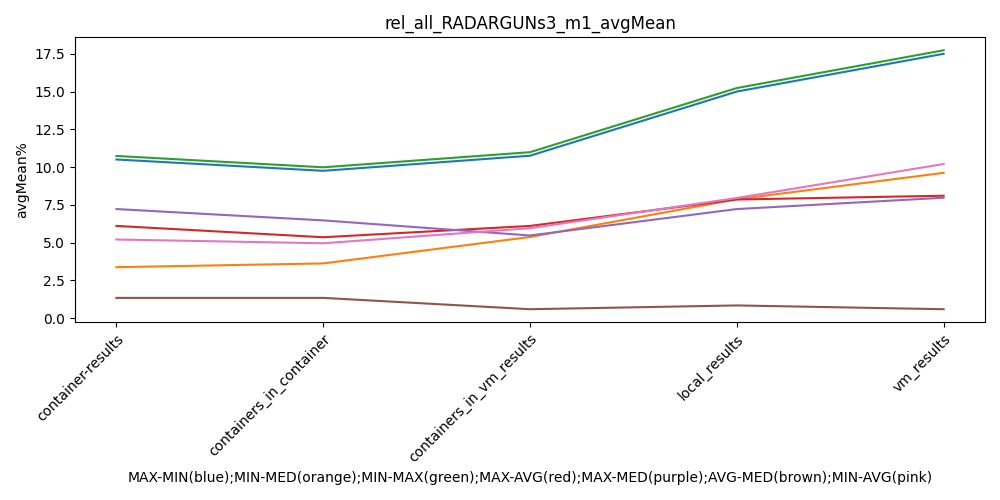 rel_all_RADARGUNs3_m1_avgMean
avgMean%
17.5
15.0
12.5
10.0
7.5
5.0
2.5
0.0
container-results
containers_in_container
containers_in_vm_results
local_results
vm_results
MAX-MIN(blue);MIN-MED(orange);MIN-MAX(green);MAX-AVG(red);MAX-MED(purple);AVG-MED(brown);MIN-AVG(pink)